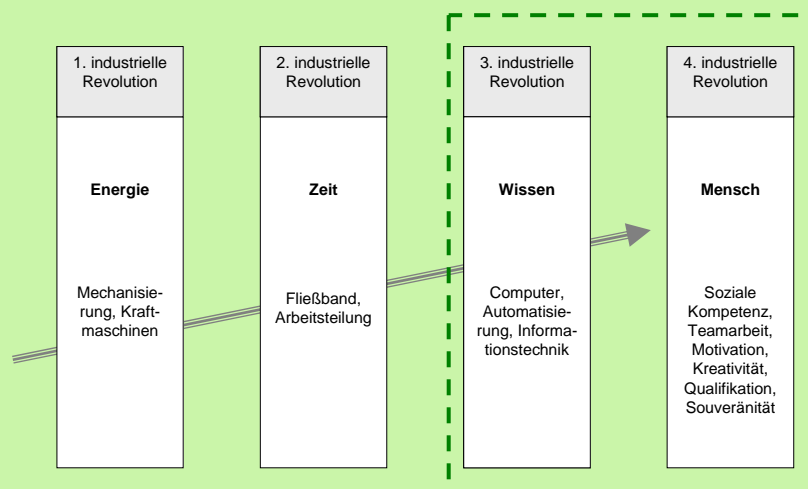 1. industrielle
Revolution
Energie
Mechanisie-
rung, Kraft-
maschinen
2. industrielle
Revolution
Zeit
Fließband,
Arbeitsteilung
3. industrielle
Revolution
Wissen
Computer,
Automatisie-
rung, Informa-
tionstechnik
4. industrielle
Revolution
Mensch
Soziale
Kompetenz,
Teamarbeit,
Motivation,
Kreativität,
Qualifikation,
Souveränität